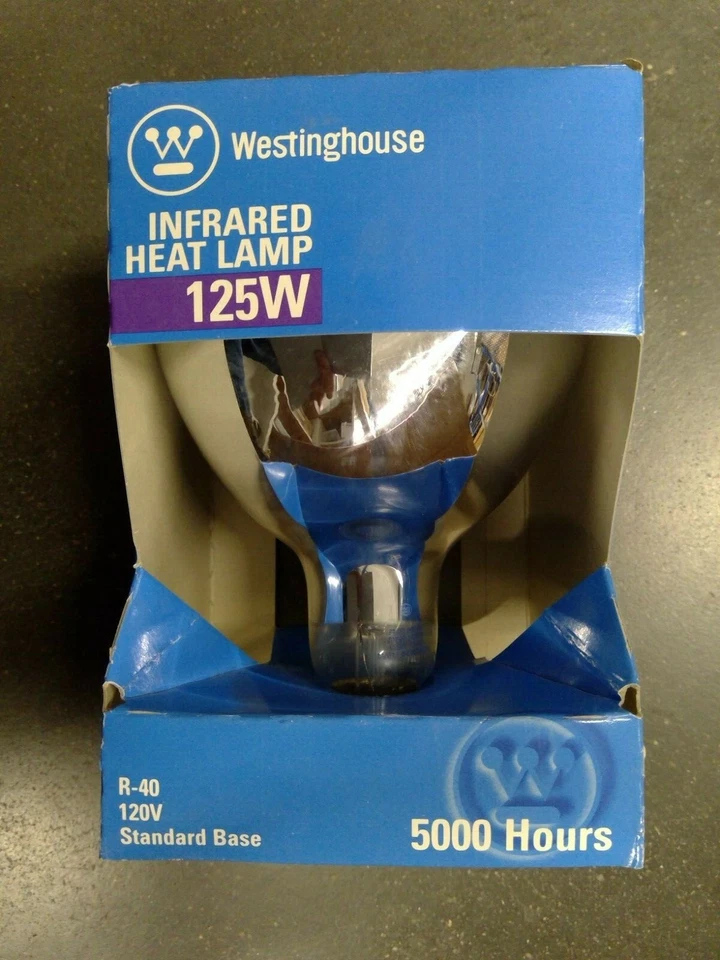 Westinghouse
INFRARED
HEAT LAMP
125W
R-40
120V
Standard Base
5000 Hours